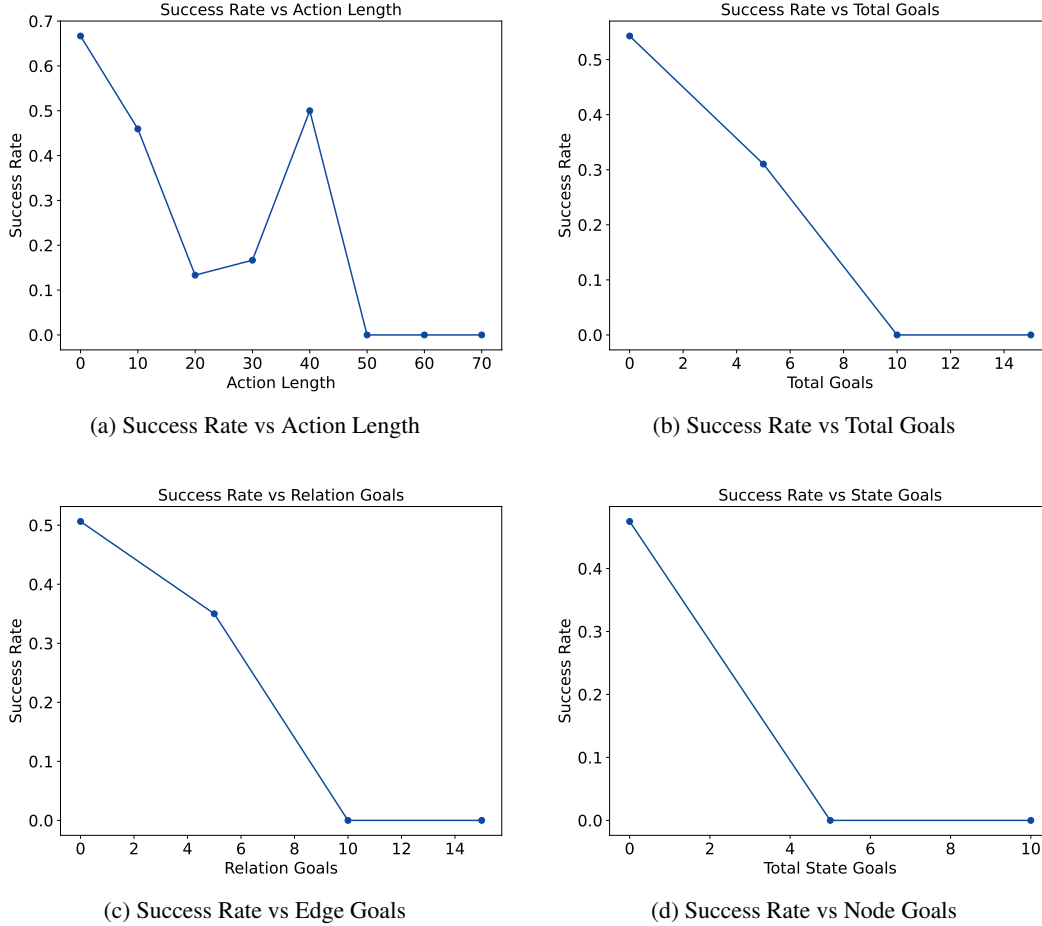 Success Rate vs Action Length
0.7
0.6
0.5
0.4
0.3
0.2
0.1
0.0
Success Rate
0 10 20 30 40 50 60 70
Action Length
(a) Success Rate vs Action Length
Success Rate vs Total Goals
0.5
0.4
0.3
0.2
0.1
0.0
Success Rate
0 2 4 6 8 10 12 14
Total Goals
(b) Success Rate vs Total Goals
Success Rate vs Relation Goals
0.5
0.4
0.3
0.2
0.1
0.0
Success Rate
0 2 4 6 8 10 12 14
Relation Goals
(c) Success Rate vs Edge Goals
Success Rate vs State Goals
0.4
0.3
0.2
0.1
0.0
Success Rate
0 2 4 6 8 10
Total State Goals
(d) Success Rate vs Node Goals